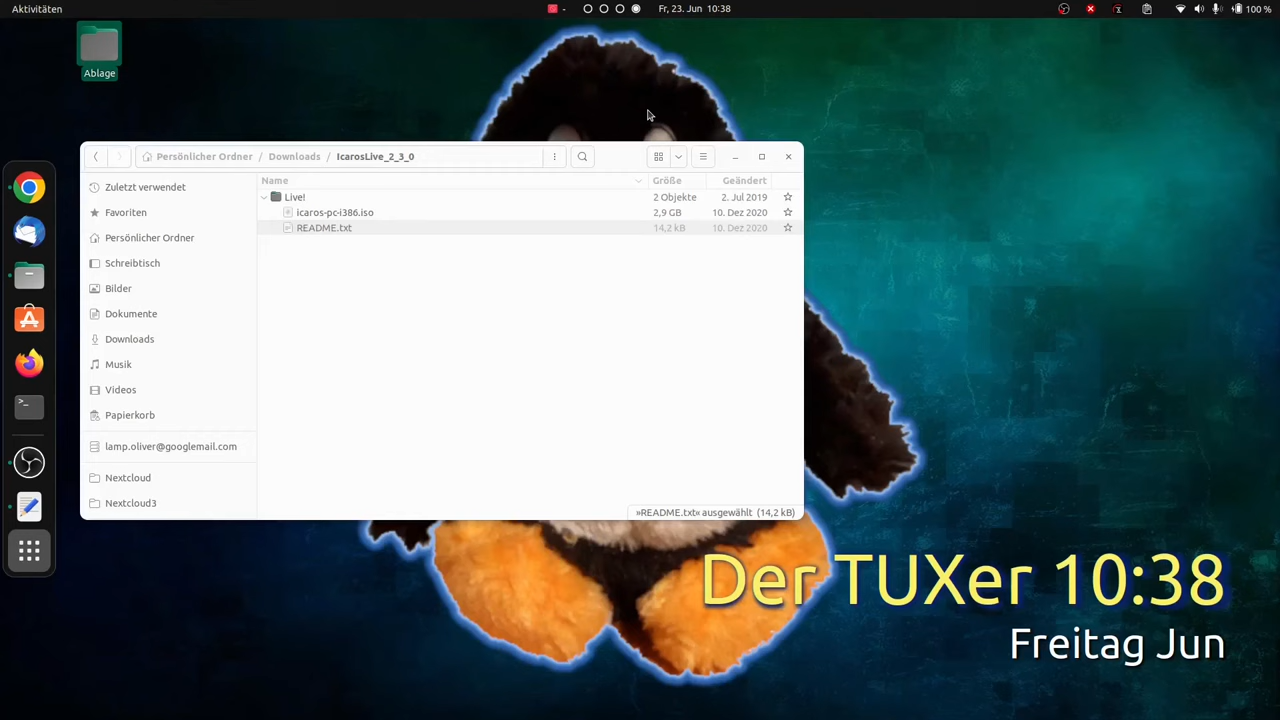 Aktivitäten
Fr, 23. Jun 10:38
100 %
Ablage
Persönlicher Ordner / Downloads / IcarosLive_2_3_0
Name Größe Geändert
Zuletzt verwendet
Favoriten
Persönlicher Ordner
Schreibtisch
Bilder
Dokumente
Downloads
Musik
Videos
Papierkorb
lamp.oliver@googlemail.com
Nextcloud
Nextcloud3
Live! 2 Objekte 2. Jul 2019
icaros-pc-i386.iso 2,9 GB 10. Dez 2020
README.txt 14,2 kB 10. Dez 2020
»README.txt« ausgewählt (14,2 kB)
Der TUXer 10:38
Freitag Jun